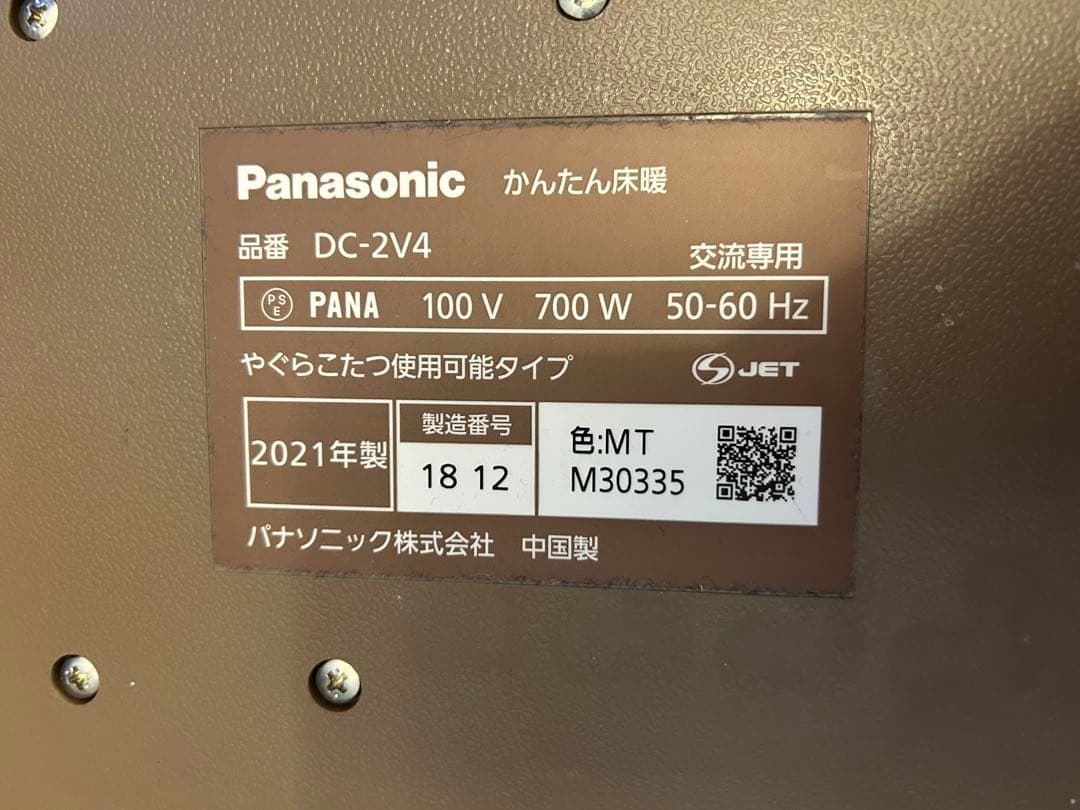 Panasonic かんたん床暖
品番 DC-2V4 交流専用
PSE PANA 100 V 700 W 50-60 Hz
やぐらこたつ使用可能タイプ JET
2021年製 製造番号 18 12 色:MT
M30335
パナソニック株式会社 中国製